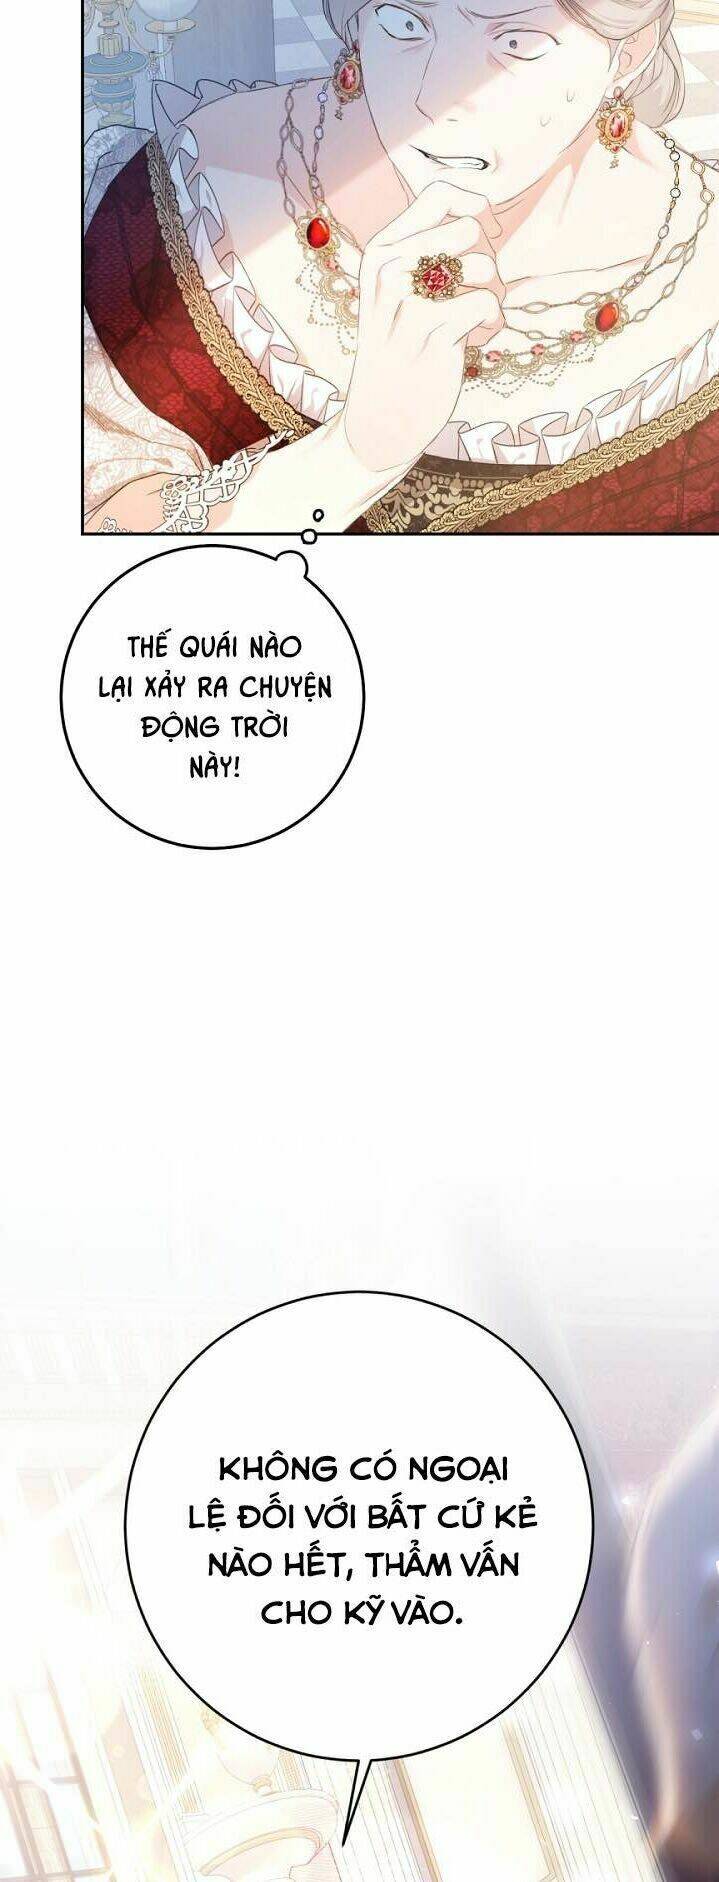 THẾ QUÁI NÀO
LẠI XẢY RA CHUYỆN
ĐỘNG TRỜI
NÀY!
KHÔNG CÓ NGOẠI
LỆ ĐỐI VỚI BẤT CỨ KẺ
NÀO HẾT, THẨM VẤN
CHO KỸ VÀO.